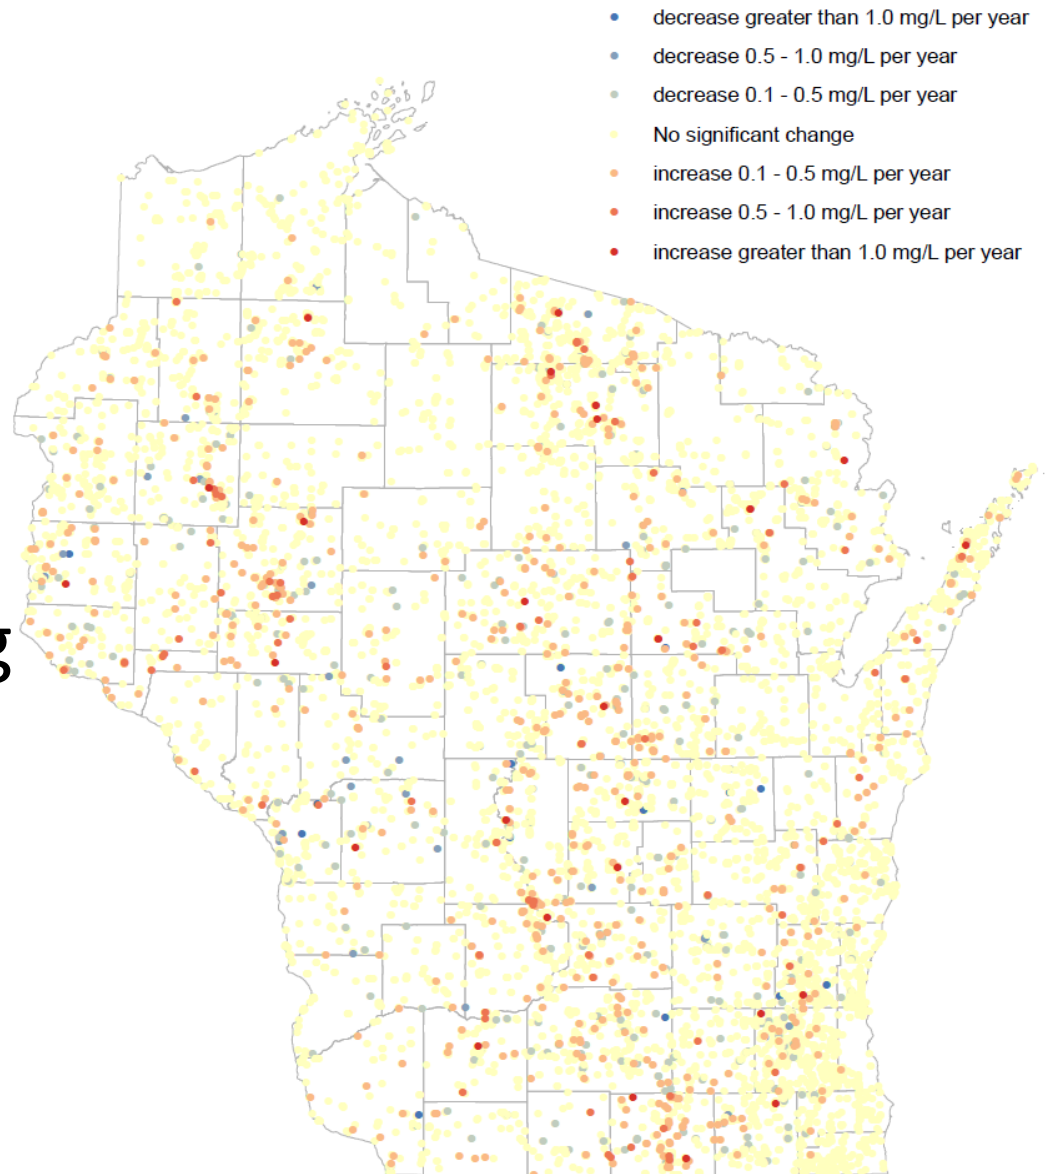 decrease greater than 1.0 mg/L per year
decrease 0.5 - 1.0 mg/L per year
decrease 0.1 - 0.5 mg/L per year
No significant change
increase 0.1 - 0.5 mg/L per year
increase 0.5 - 1.0 mg/L per year
increase greater than 1.0 mg/L per year
g